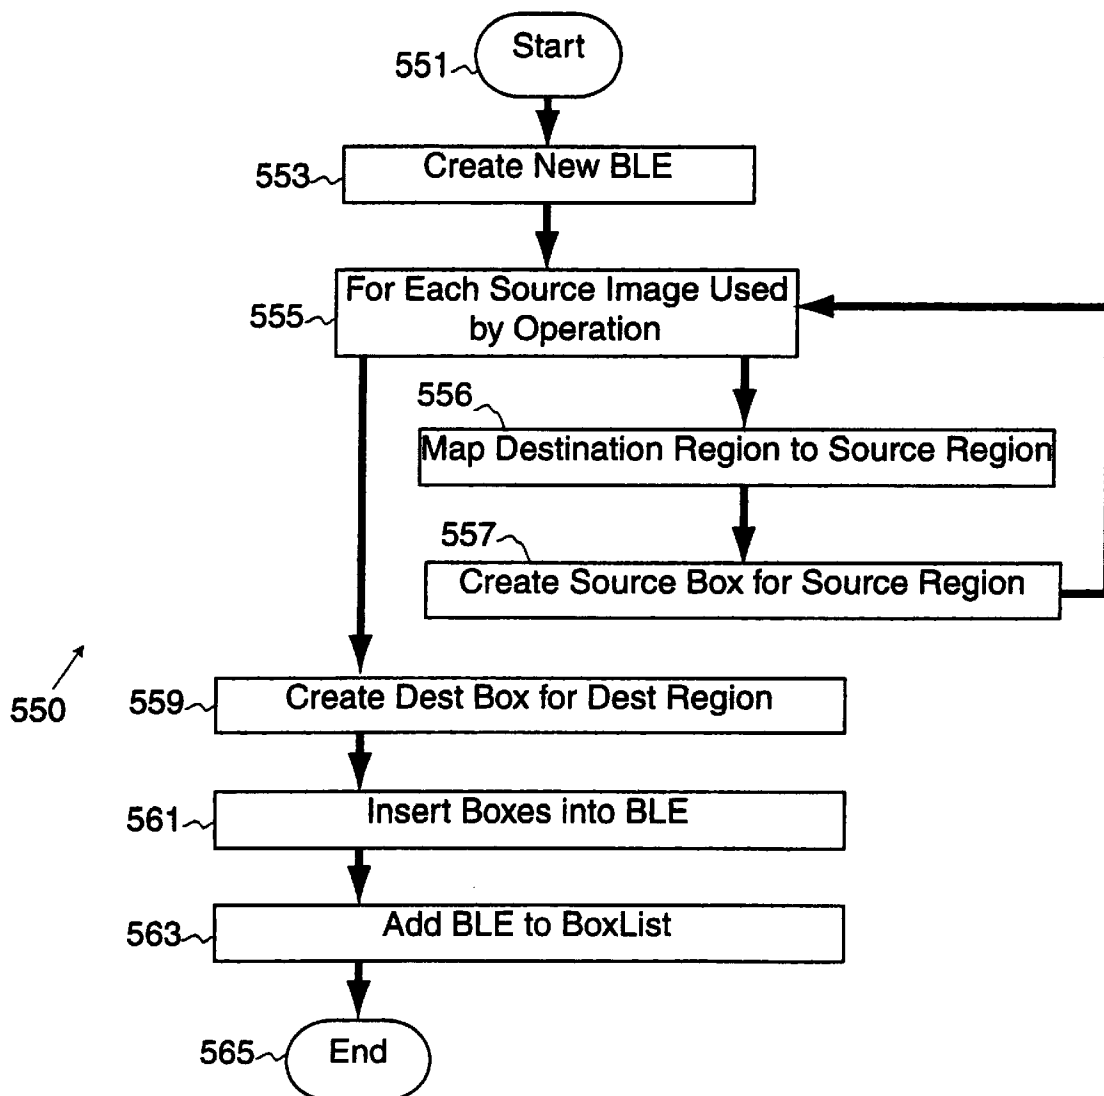 Start
551
Create New BLE
553
For Each Source Image Used
by Operation
555
556
Map Destination Region to Source Region
557
Create Source Box for Source Region
550
559
Create Dest Box for Dest Region
561
Insert Boxes into BLE
563
Add BLE to BoxList
565
End